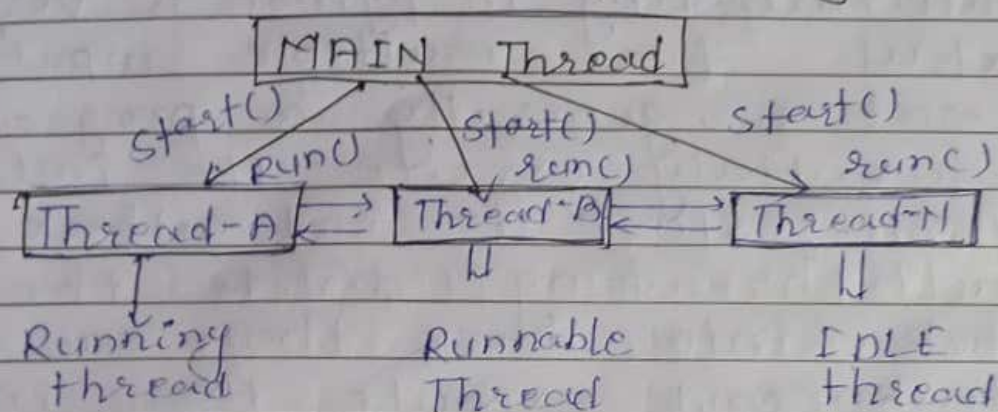 MAIN Thread
start() start() start()
run() run() run()
Thread-A Thread-B Thread-N
Running Runnable IDLE
thread Thread thread